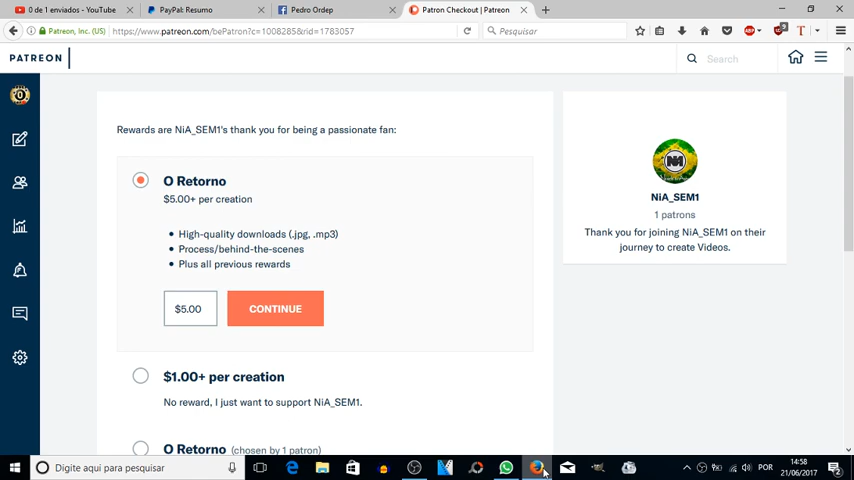 0 de 1 enviados - YouTube
PayPal: Resumo
Pedro Ordep
Patron Checkout | Patreon
Patreon, Inc. (US)
https://www.patreon.com/bePatron?c=1008285&rid=1783057
Pesquisar
PATREON
Search
Rewards are NiA_SEM1's thank you for being a passionate fan:
O Retorno
$5.00+ per creation
High-quality downloads (.jpg, .mp3)
Process/behind-the-scenes
Plus all previous rewards
$5.00
CONTINUE
$1.00+ per creation
No reward, I just want to support NiA_SEM1.
O Retorno (chosen by 1 patron)
NiA_SEM1
1 patrons
Thank you for joining NiA_SEM1 on their
journey to create Videos.
Digite aqui para pesquisar
POR
14:58
21/06/2017
2